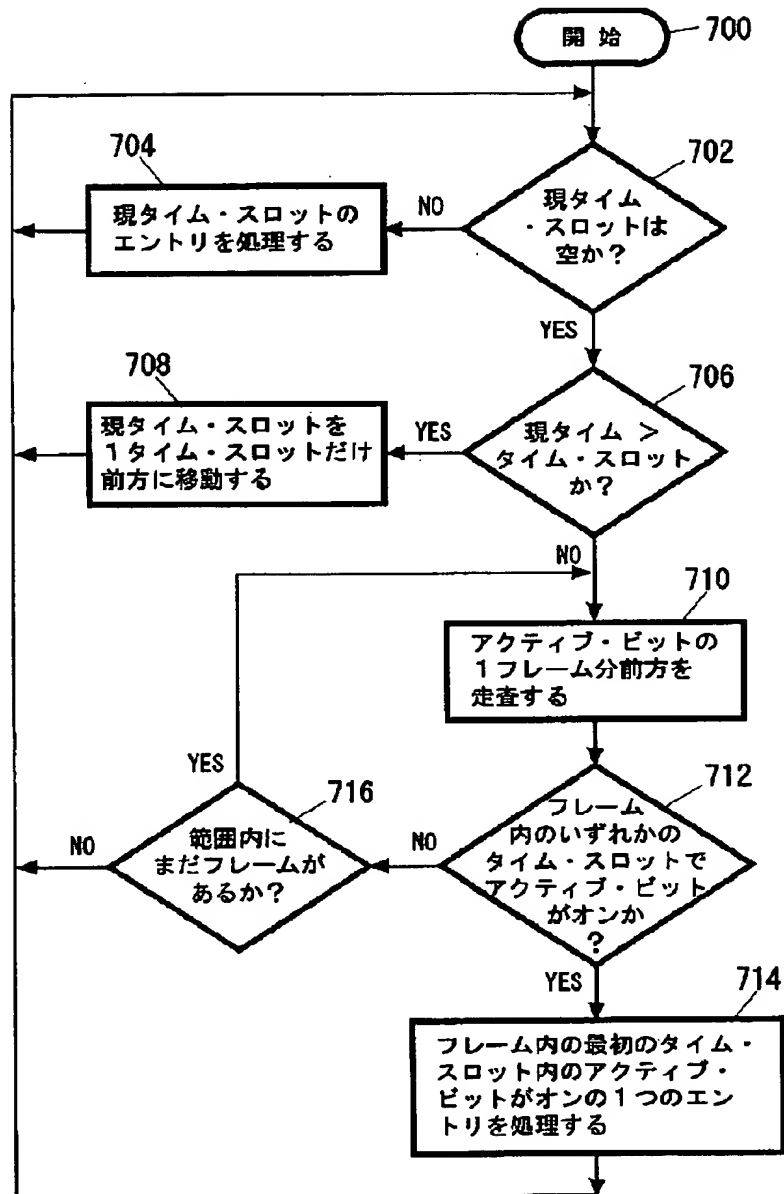 開 始
700
702
現タイム
・スロットは
空か？
NO
704
現タイム・スロットの
エントリを処理する
YES
706
現タイム >
タイム・スロット
か？
YES
708
現タイム・スロットを
1タイム・スロットだけ
前方に移動する
NO
710
アクティブ・ビットの
1フレーム分前方を
走査する
712
フレーム
内のいずれかの
タイム・スロットで
アクティブ・ビット
がオンか
？
NO
716
範囲内に
まだフレームが
あるか？
YES
NO
YES
714
フレーム内の最初のタイム・
スロット内のアクティブ・
ビットがオンの1つのエン
トリを処理する